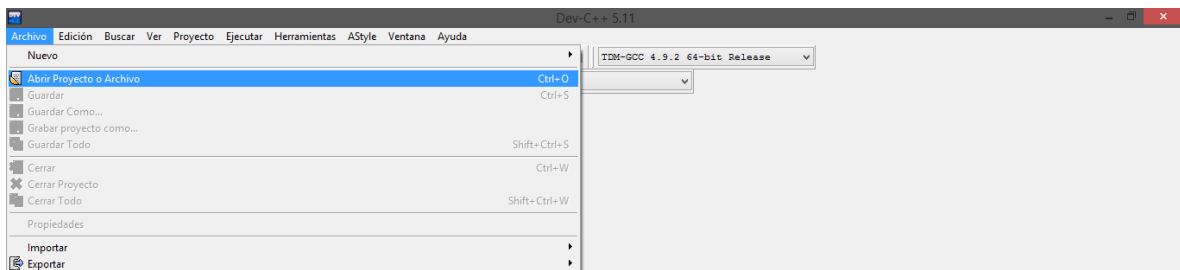 Dev-C++ 5.11
Archivo Edición Buscar Ver Proyecto Ejecutar Herramientas AStyle Ventana Ayuda
Nuevo
TDM-GCC 4.9.2 64-bit Release
Abrir Proyecto o Archivo Ctrl+O
Guardar Ctrl+S
Guardar Como...
Grabar proyecto como...
Guardar Todo Shift+Ctrl+S
Cerrar Ctrl+W
Cerrar Proyecto
Cerrar Todo Shift+Ctrl+W
Propiedades
Importar
Exportar